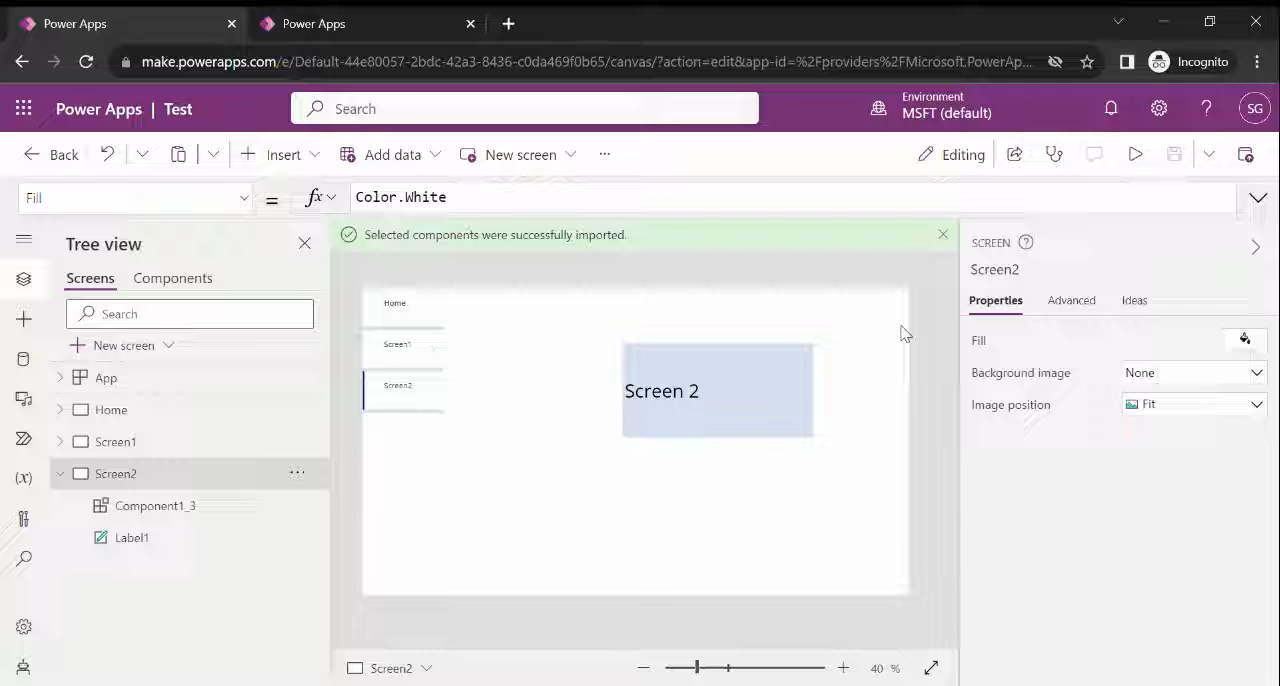 Power Apps
Power Apps
make.powerapps.com/e/Default-44e80057-2bdc-42a3-8436-c0da469f0b65/canvas/?action=edit&app-id=%2Fproviders%2FMicrosoft.PowerAp...
Incognito
Power Apps | Test
Search
Environment
MSFT (default)
SG
Back
Insert
Add data
New screen
...
Editing
Fill
=
fx
Color.White
Tree view
Screens
Components
Search
New screen
App
Home
Screen1
Screen2
...
Component1_3
Label1
(x)
Selected components were successfully imported.
Home
Screen1
Screen2
Screen 2
Screen2
40 %
SCREEN
Screen2
Properties
Advanced
Ideas
Fill
Background image
None
Image position
Fit